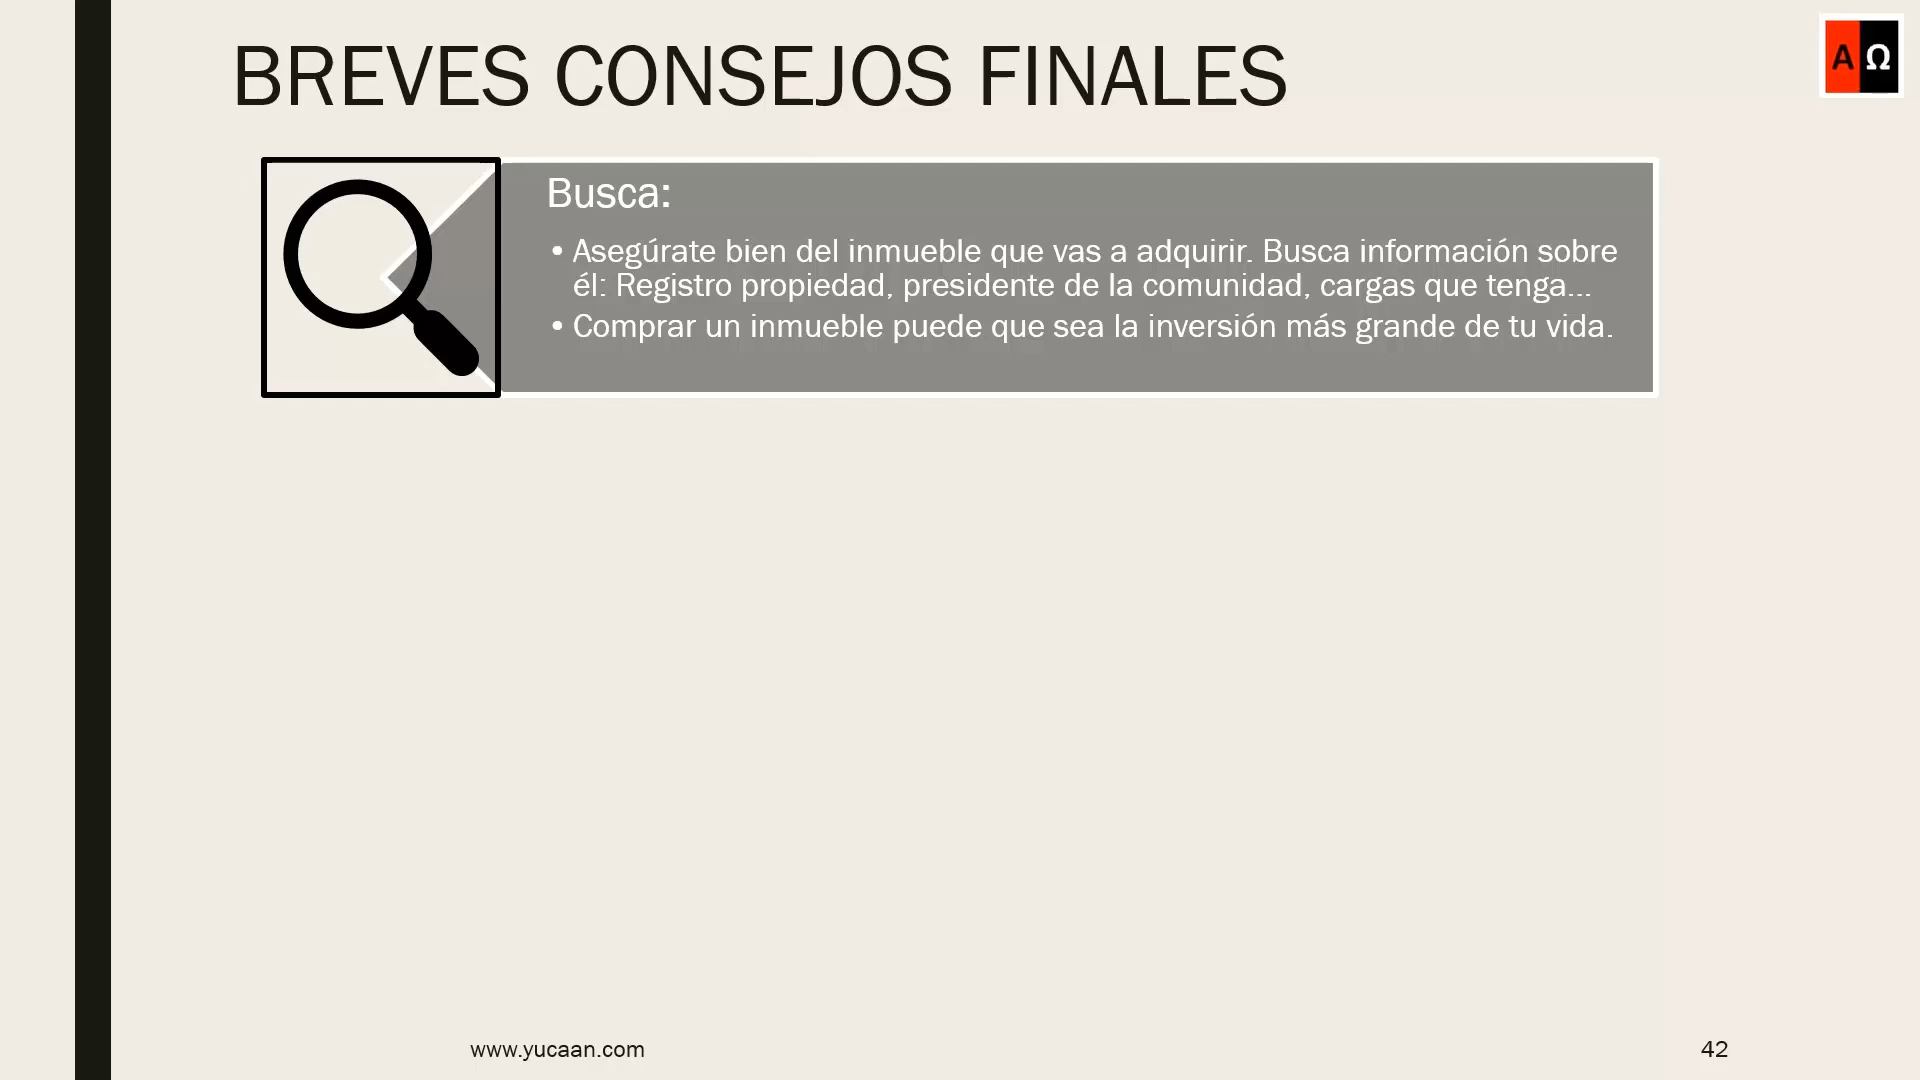 BREVES CONSEJOS FINALES
A Ω
Busca:
• Asegúrate bien del inmueble que vas a adquirir. Busca información sobre
él: Registro propiedad, presidente de la comunidad, cargas que tenga...
• Comprar un inmueble puede que sea la inversión más grande de tu vida.
www.yucaan.com
42